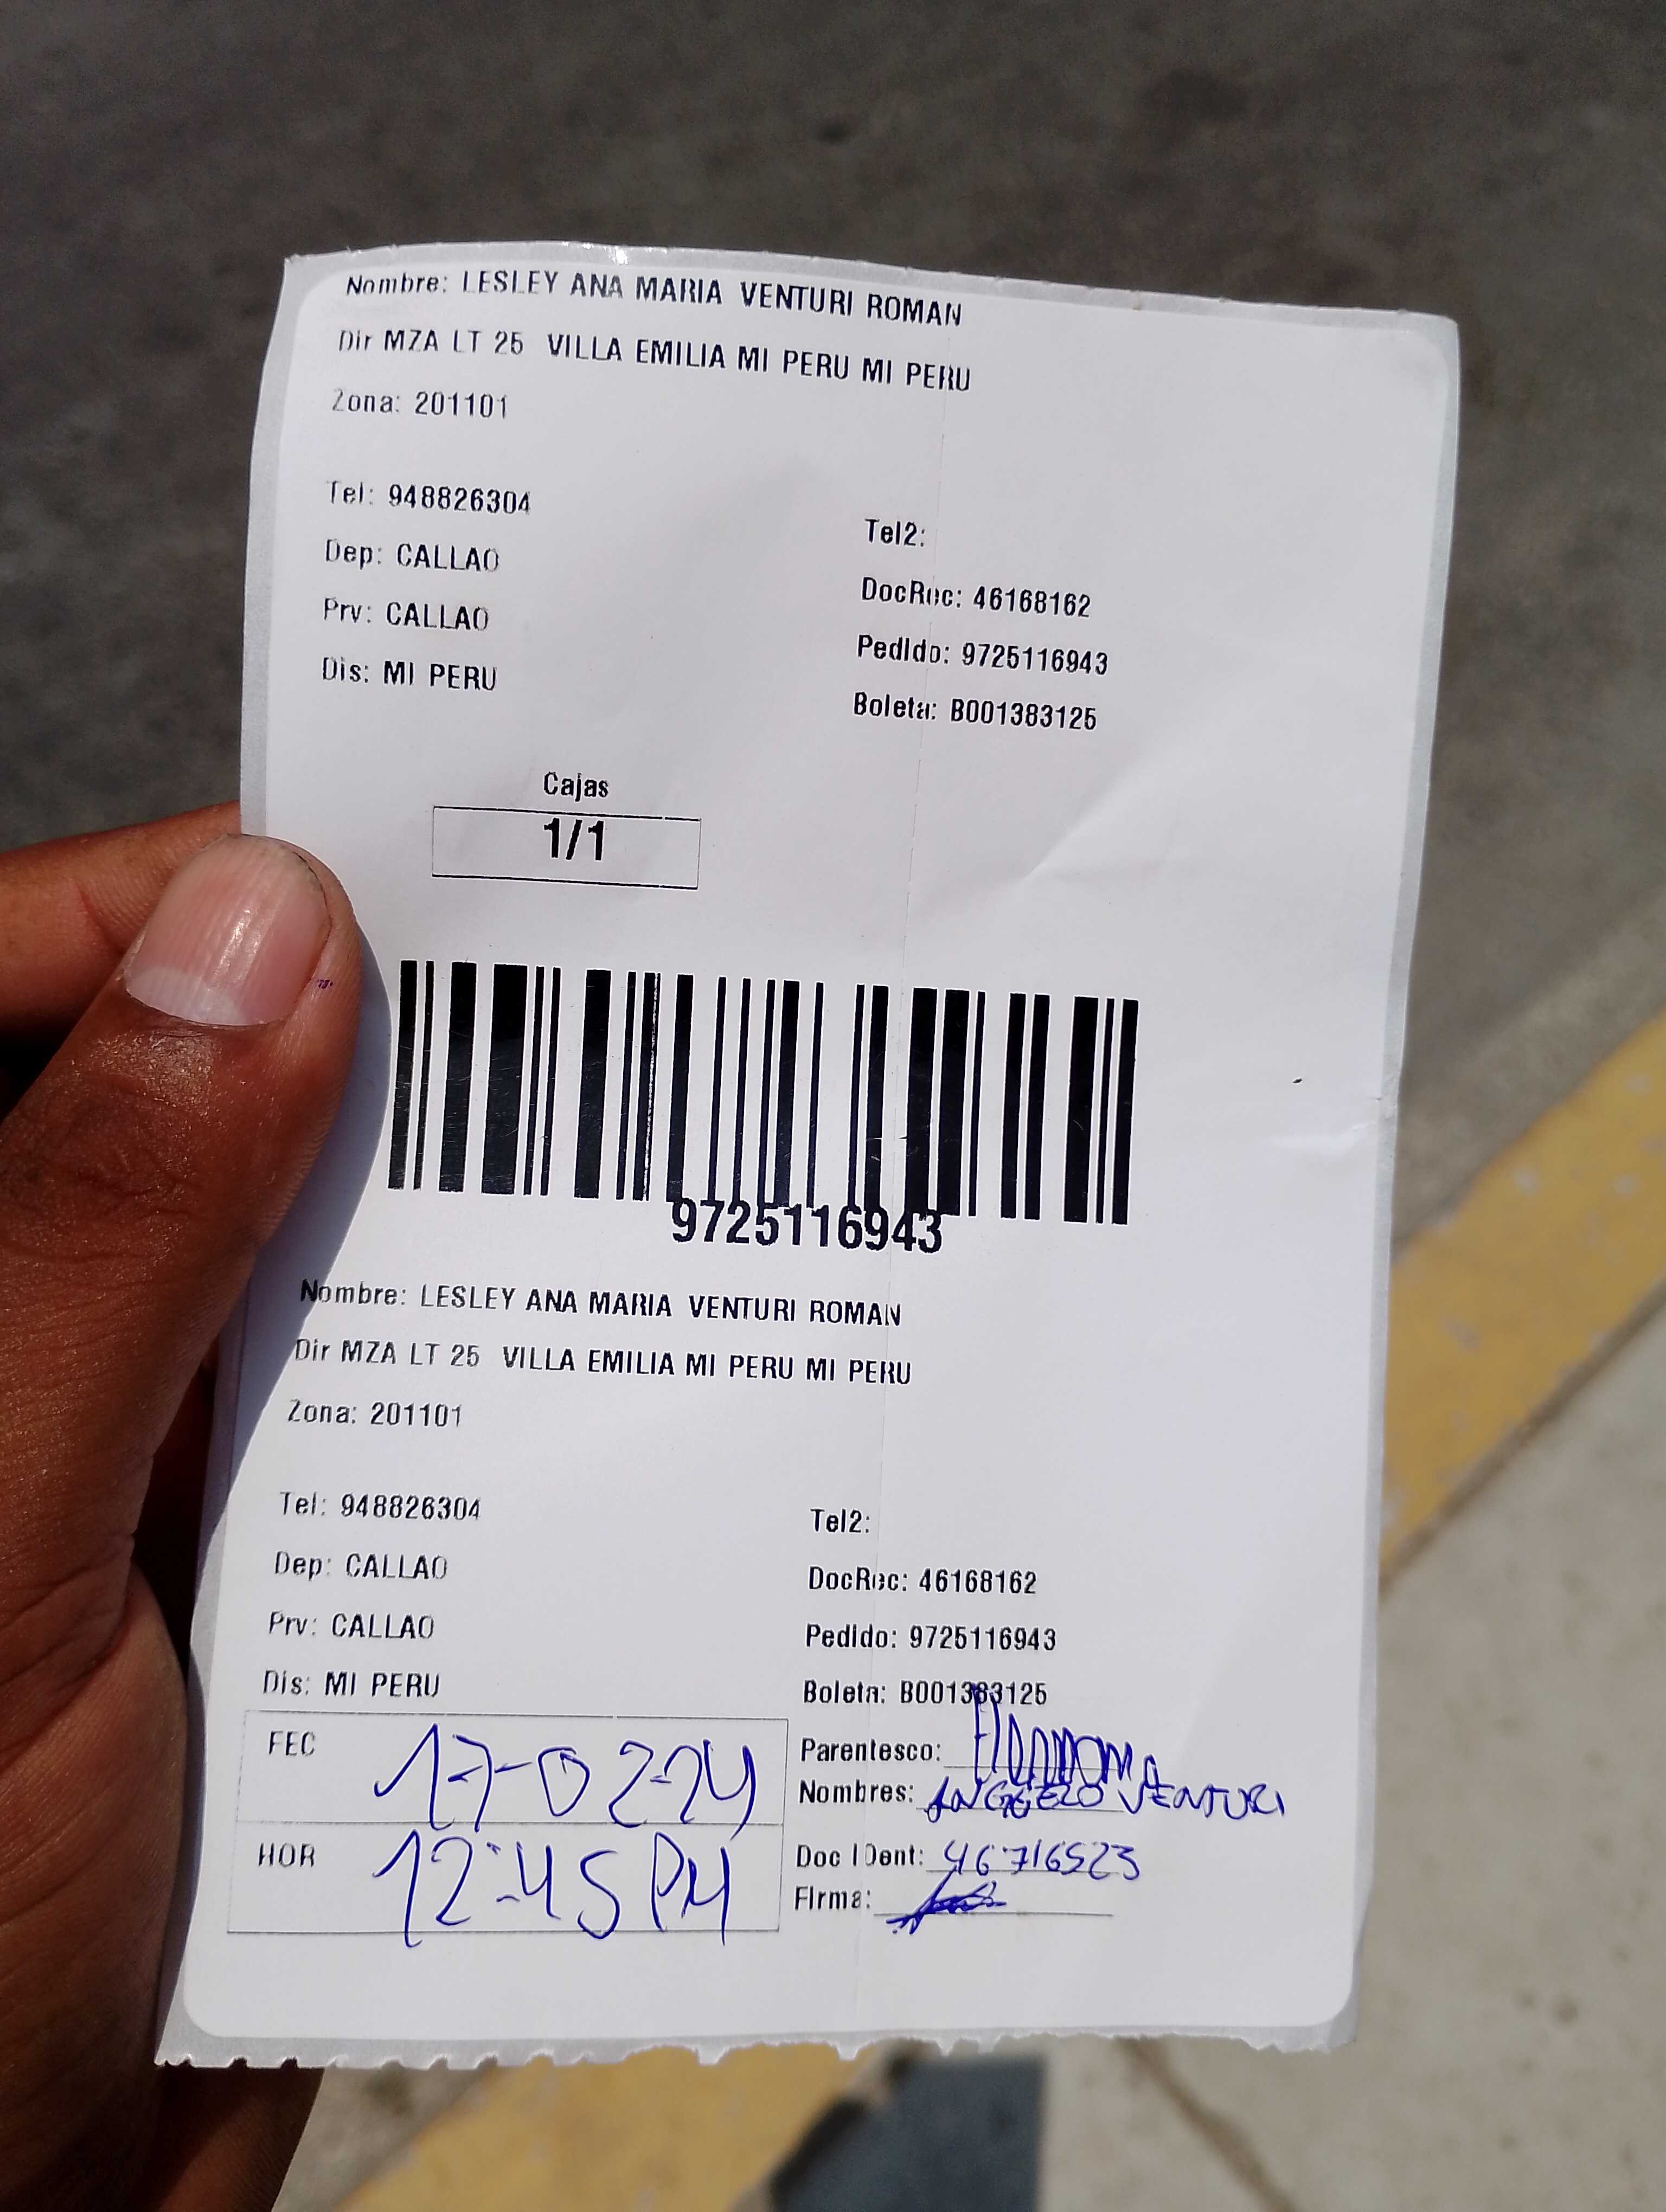 Nombre: LESLEY ANA MARIA VENTURI ROMAN
Dir MZA LT 25 VILLA EMILIA MI PERU MI PERU
Zona: 201101
Tel: 948826304
Tel2:
Dep: CALLAO
DocRec: 46168162
Prv: CALLAO
Pedido: 9725116943
Dis: MI PERU
Boleta: B001383125
Cajas
1/1
9725116943
Nombre: LESLEY ANA MARIA VENTURI ROMAN
Dir MZA LT 25 VILLA EMILIA MI PERU MI PERU
Zona: 201101
Tel: 948826304
Tel2:
Dep: CALLAO
DocRec: 46168162
Prv: CALLAO
Pedido: 9725116943
Dis: MI PERU
Boleta: B001383125
FEC 17-02-24
Parentesco:
Nombres: ANGGELO VENTURI
HOR 12:45 PM
Doc IDent: 46716523
Firma: